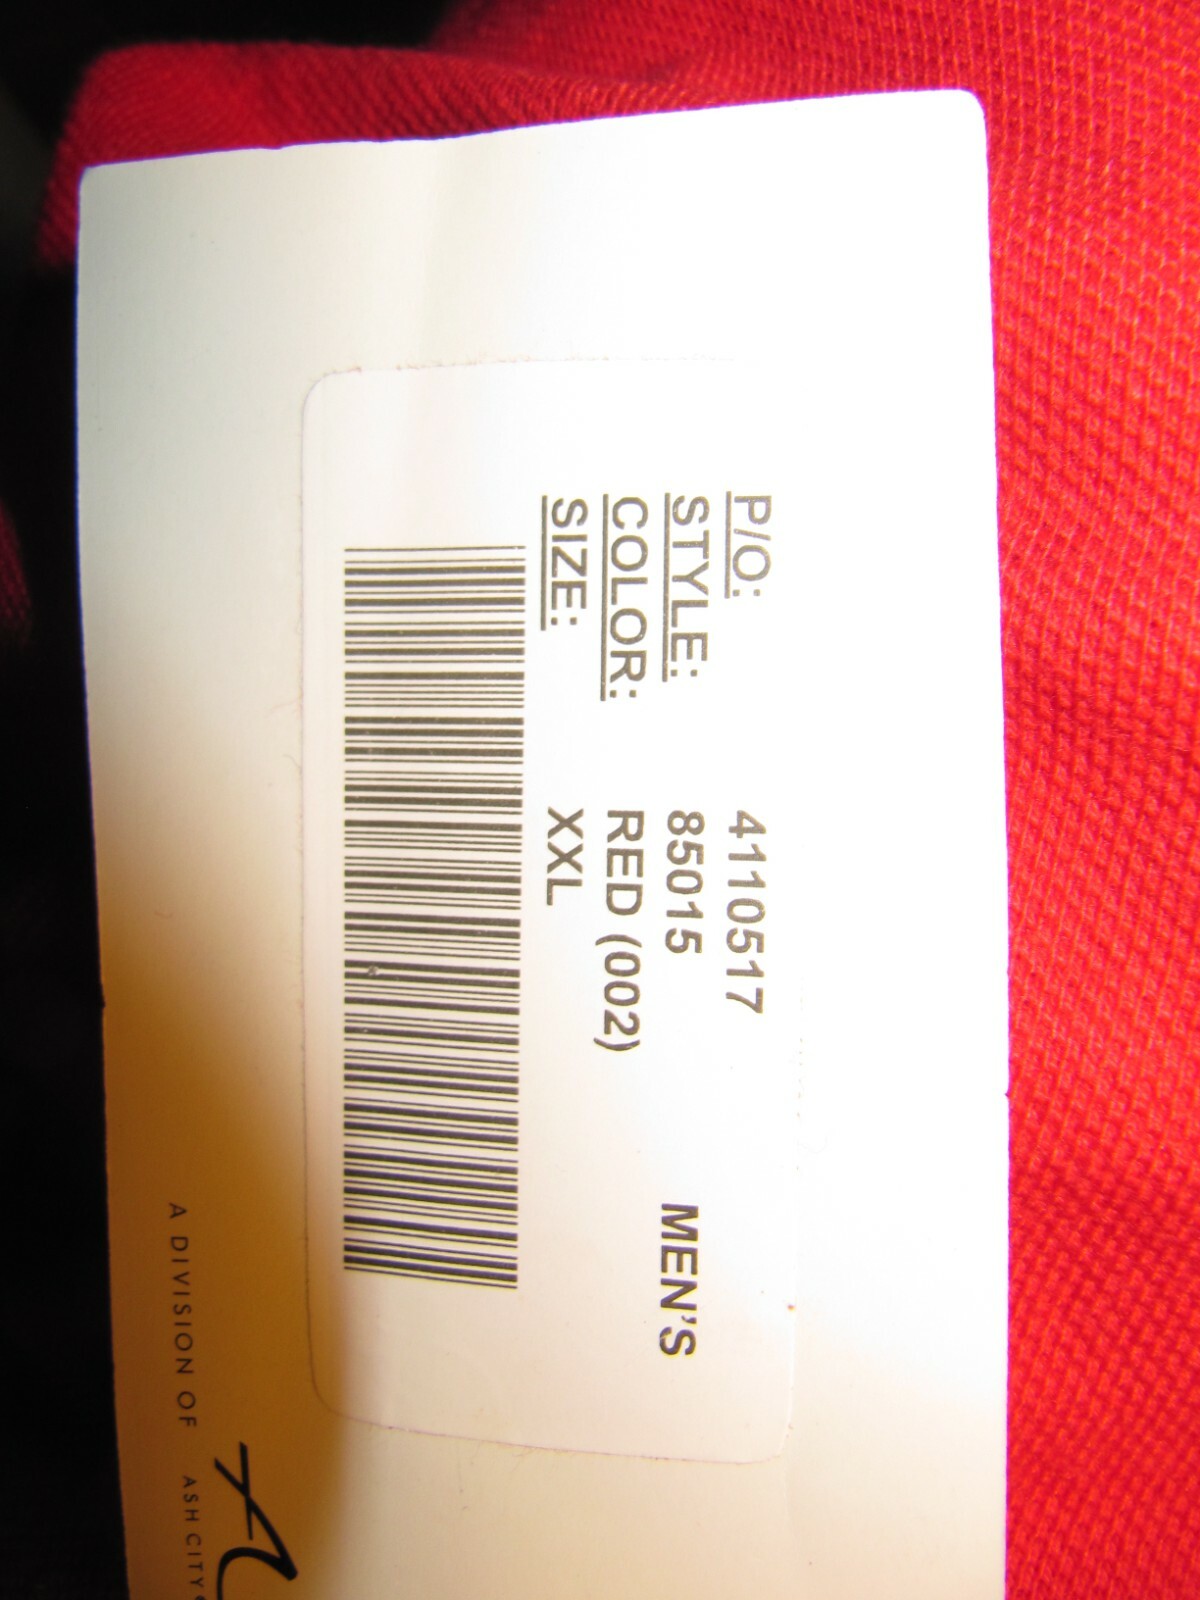 P/O: 4110517
STYLE: 85015 MEN'S
COLOR: RED (002)
SIZE: XXL
A DIVISION OF
ASH CITY